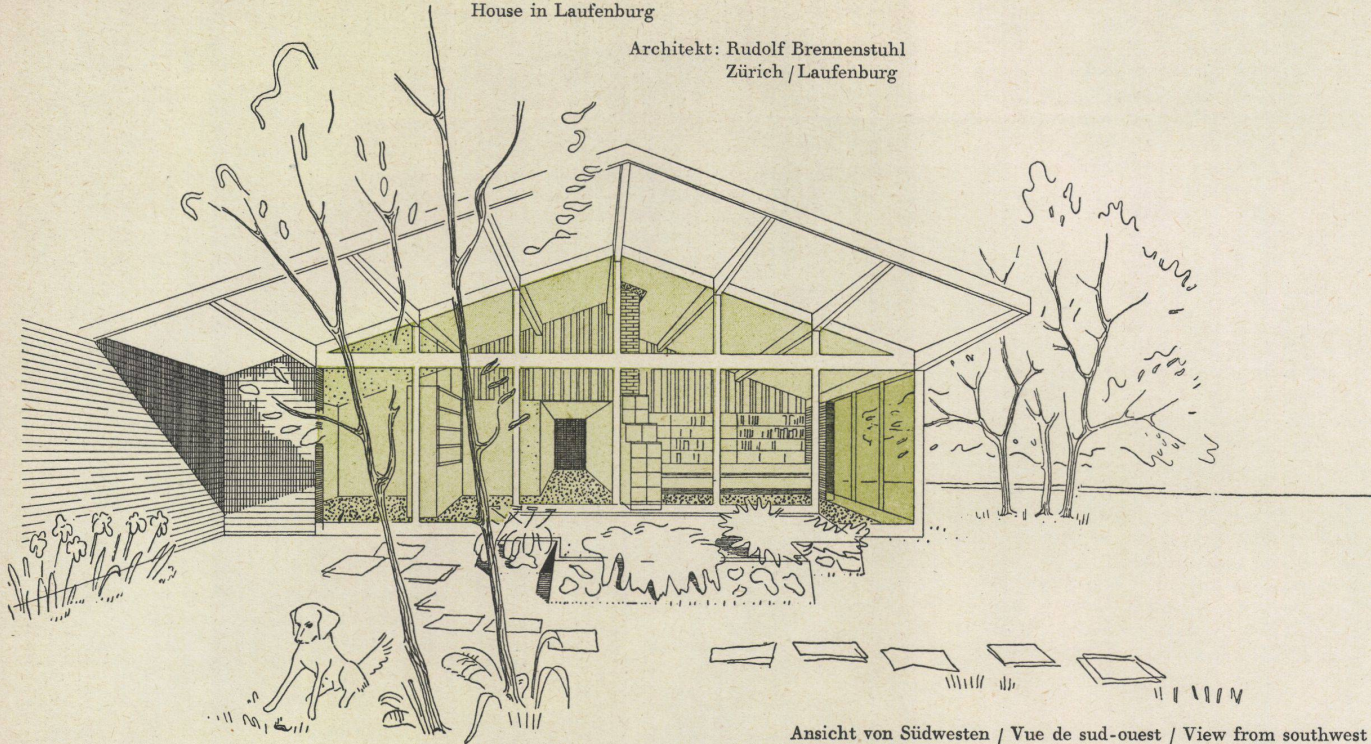 House in Laufenburg
Architekt: Rudolf Brennenstuhl
Zürich / Laufenburg
Ansicht von Südwesten / Vue de sud-ouest / View from southwest